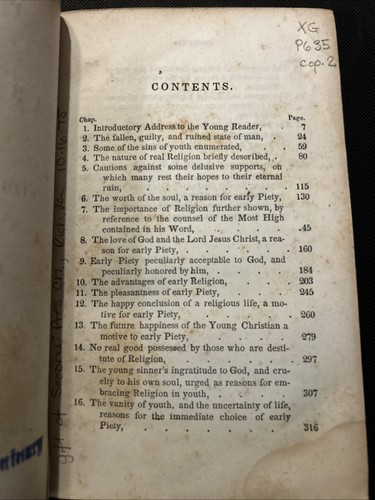 XG
P635
cop. 2
CONTENTS.
Chap. Page.
1. Introductory Address to the Young Reader, . 7
2. The fallen, guilty, and ruined state of man, . 24
3. Some of the sins of youth enumerated, . . 59
4. The nature of real Religion briefly described, . 80
5. Cautions against some delusive supports, on
which many rest their hopes to their eternal
ruin, . . . . . . 115
6. The worth of the soul, a reason for early Piety, 130
7. The importance of Religion further shown, by
reference to the counsel of the Most High
contained in his Word, . . . 45
8. The love of God and the Lord Jesus Christ, a rea-
son for early Piety, . . . . 160
9. Early Piety peculiarly acceptable to God, and
peculiarly honored by him, . . . 184
10. The advantages of early Religion, . . 203
11. The pleasantness of early Piety, . . 245
12. The happy conclusion of a religious life, a mo-
tive for early Piety, . . . . 260
13. The future happiness of the Young Christian a
motive to early Piety, . . . . 279
14. No real good possessed by those who are desti-
tute of Religion, . . . . 297
15. The young sinner's ingratitude to God, and cru-
elty to his own soul, urged as reasons for em-
bracing Religion in youth, . . . 307
16. The vanity of youth, and the uncertainty of life,
reasons for the immediate choice of early
Piety, . . . . . . 316
gift of